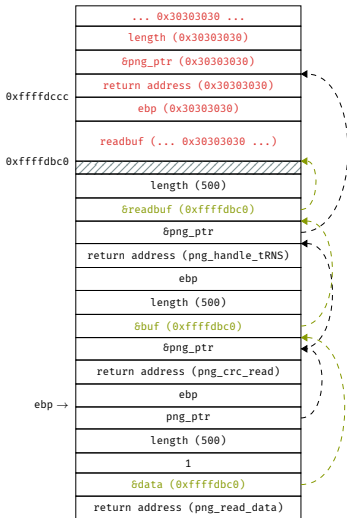 ... 0x30303030 ...
length (0x30303030)
&png_ptr (0x30303030)
return address (0x30303030)
0xffffdccc
ebp (0x30303030)
readbuf (... 30303030 ...)
0xffffdbc0
length (500)
&readbuf (0xffffdbc0)
&png_ptr
return address (png_handle_tRNS)
ebp
length (500)
&buf (0xffffdbc0)
&png_ptr
return address (png_crc_read)
ebp →
ebp
png_ptr
length (500)
1
&data (0xffffdbc0)
return address (png_read_data)